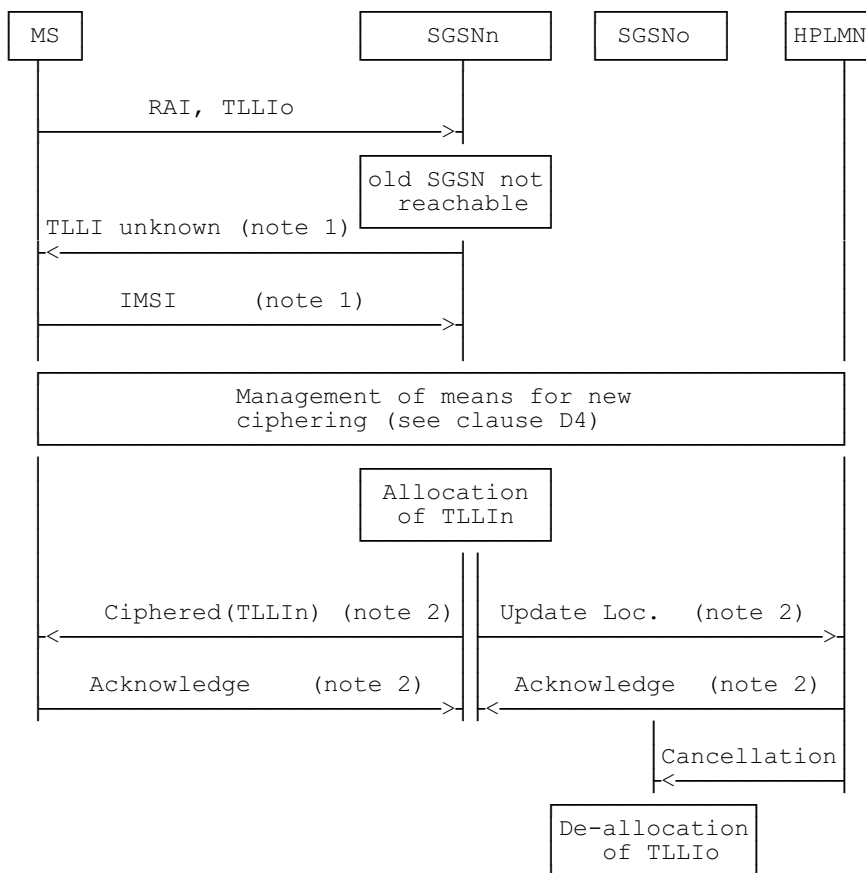 MS
SGSNn
SGSNo
HPLMN
RAI, TLLIo
old SGSN not
reachable
TLLI unknown (note 1)
IMSI (note 1)
Management of means for new
ciphering (see clause D4)
Allocation
of TLLIn
Ciphered(TLLIn) (note 2)
Update Loc. (note 2)
Acknowledge (note 2)
Acknowledge (note 2)
Cancellation
De-allocation
of TLLIo